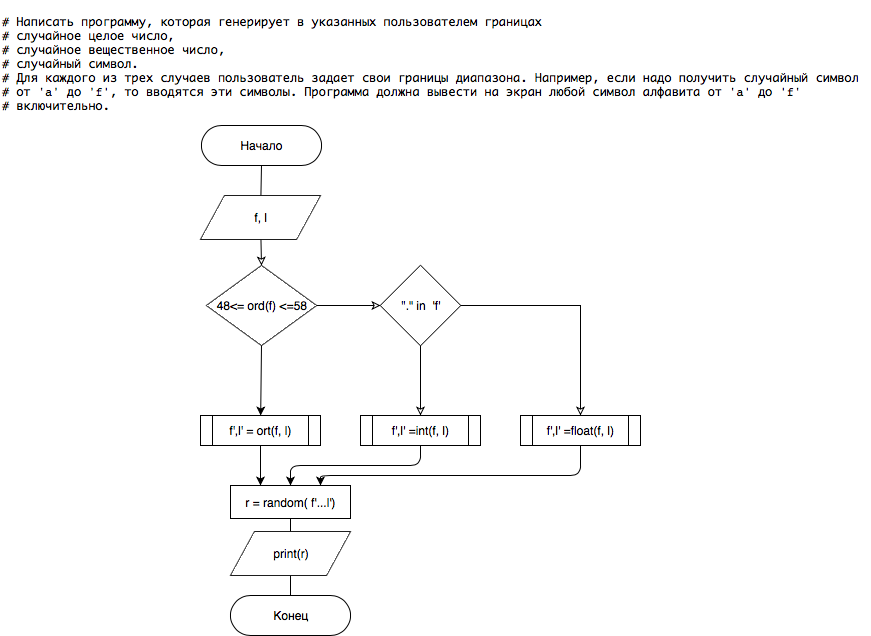 # Написать программу, которая генерирует в указанных пользователем границах
# случайное целое число,
# случайное вещественное число,
# случайный символ.
# Для каждого из трех случаев пользователь задает свои границы диапазона. Например, если надо получить случайный символ
# от 'a' до 'f', то вводятся эти символы. Программа должна вывести на экран любой символ алфавита от 'a' до 'f'
# включительно.
Начало
f, l
48<= ord(f) <=58
"." in 'f'
f',l' = ort(f, l)
f',l' =int(f, l)
f',l' =float(f, l)
r = random( f'...l')
print(r)
Конец